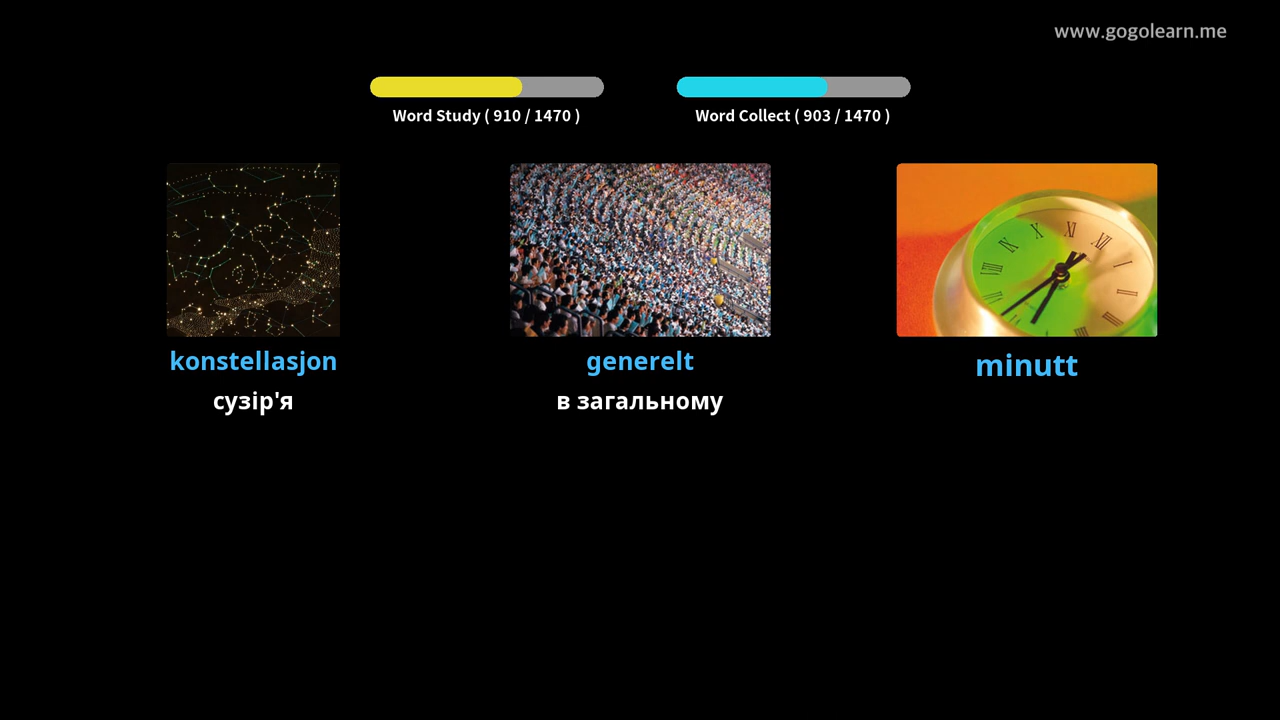 www.gogolearn.me
Word Study ( 910 / 1470 )
Word Collect ( 903 / 1470 )
konstellasjon
сузір'я
generelt
в загальному
minutt